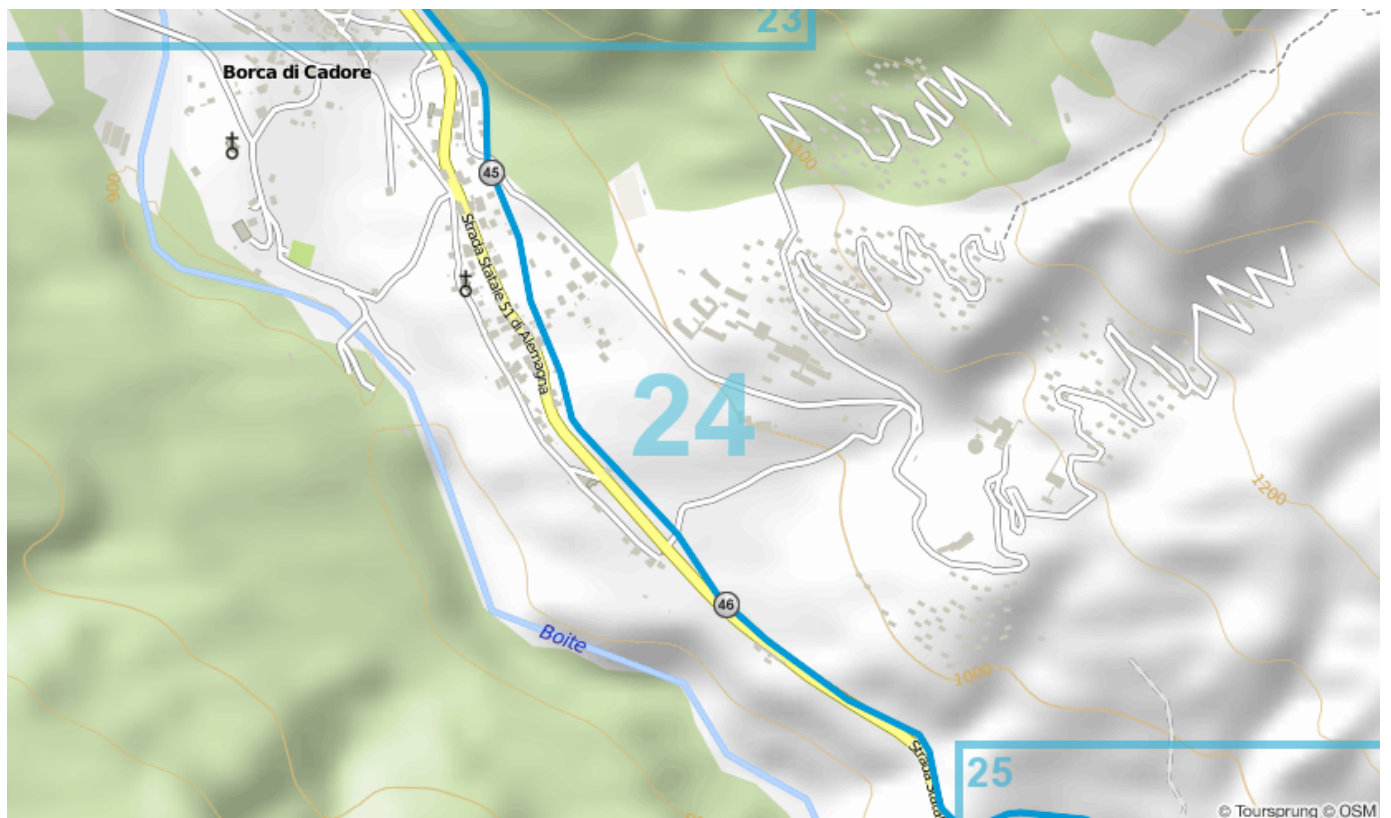 23
Borca di Cadore
1100
45
900
Strada Statale 51 di Alemagna
24
1200
46
Boite
1000
Strada Statale
25
© Toursprung © OSM